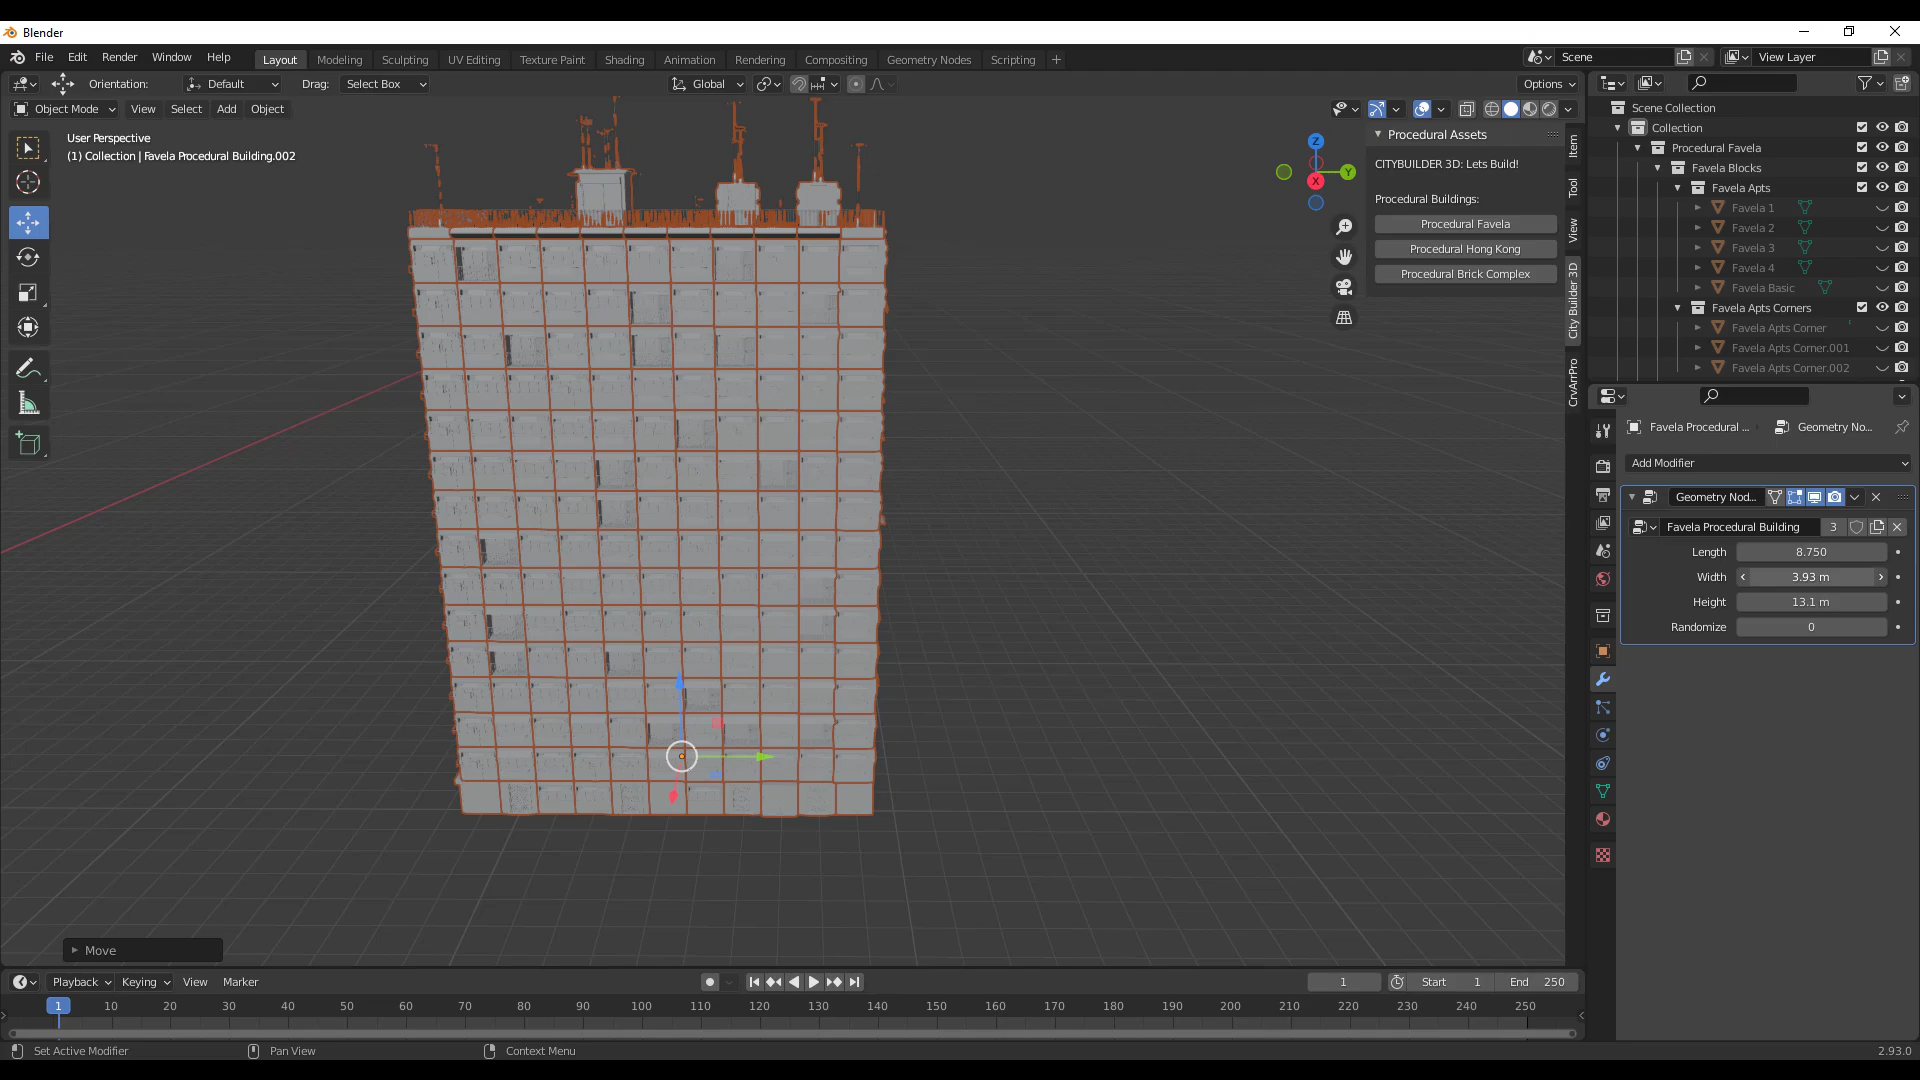 Blender
File Edit Render Window Help Layout Modeling Sculpting UV Editing Texture Paint Shading Animation Rendering Compositing Geometry Nodes Scripting + Scene View Layer
Orientation: Default Drag: Select Box Global Options
Object Mode View Select Add Object
User Perspective
(1) Collection | Favela Procedural Building.002
Z
Y
X
Procedural Assets
CITYBUILDER 3D: Lets Build!
Procedural Buildings:
Procedural Favela
Procedural Hong Kong
Procedural Brick Complex
Item
Tool
View
City Builder 3D
CrvArrPro
Scene Collection
Collection
Procedural Favela
Favela Blocks
Favela Apts
Favela 1
Favela 2
Favela 3
Favela 4
Favela Basic
Favela Apts Corners
Favela Apts Corner
Favela Apts Corner.001
Favela Apts Corner.002
Favela Procedural ... Geometry No...
Add Modifier
Geometry Nod...
Favela Procedural Building 3
Length 8.750
Width 3.93 m
Height 13.1 m
Randomize 0
Move
Playback Keying View Marker 1 Start 1 End 250
1 10 20 30 40 50 60 70 80 90 100 110 120 130 140 150 160 170 180 190 200 210 220 230 240 250
Set Active Modifier Pan View Context Menu 2.93.0